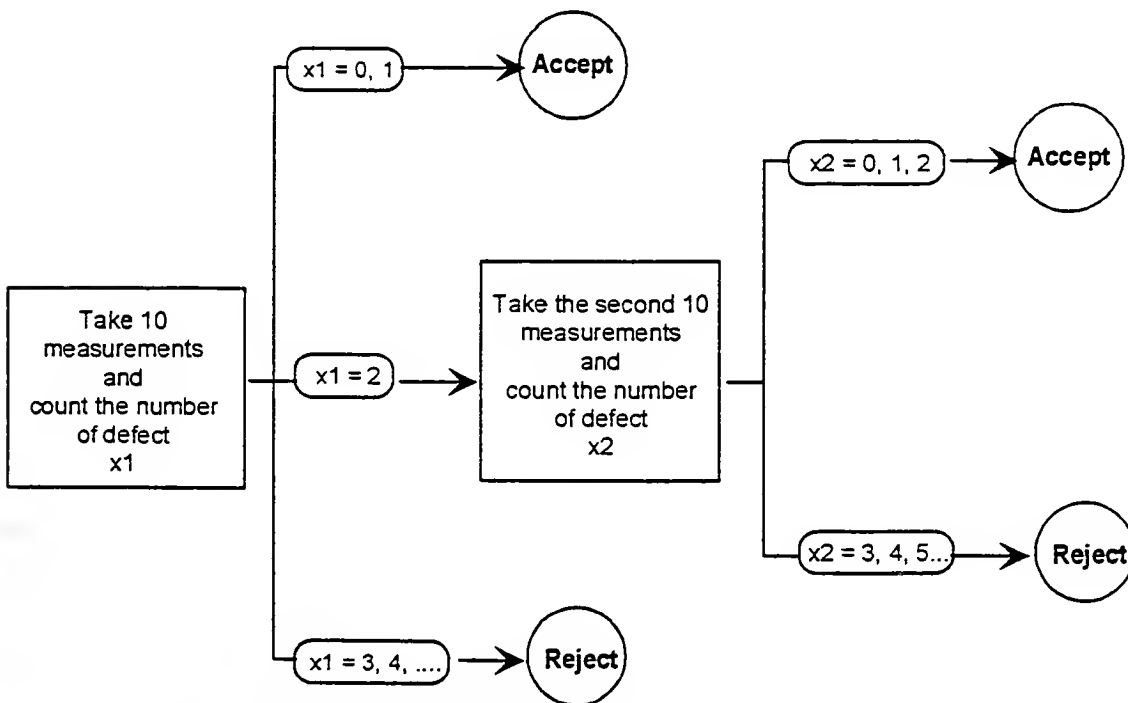 x1 = 0, 1
Accept
x2 = 0, 1, 2
Accept
Take 10
measurements
and
count the number
of defect
x1
x1 = 2
Take the second 10
measurements
and
count the number
of defect
x2
x2 = 3, 4, 5...
Reject
x1 = 3, 4, ....
Reject